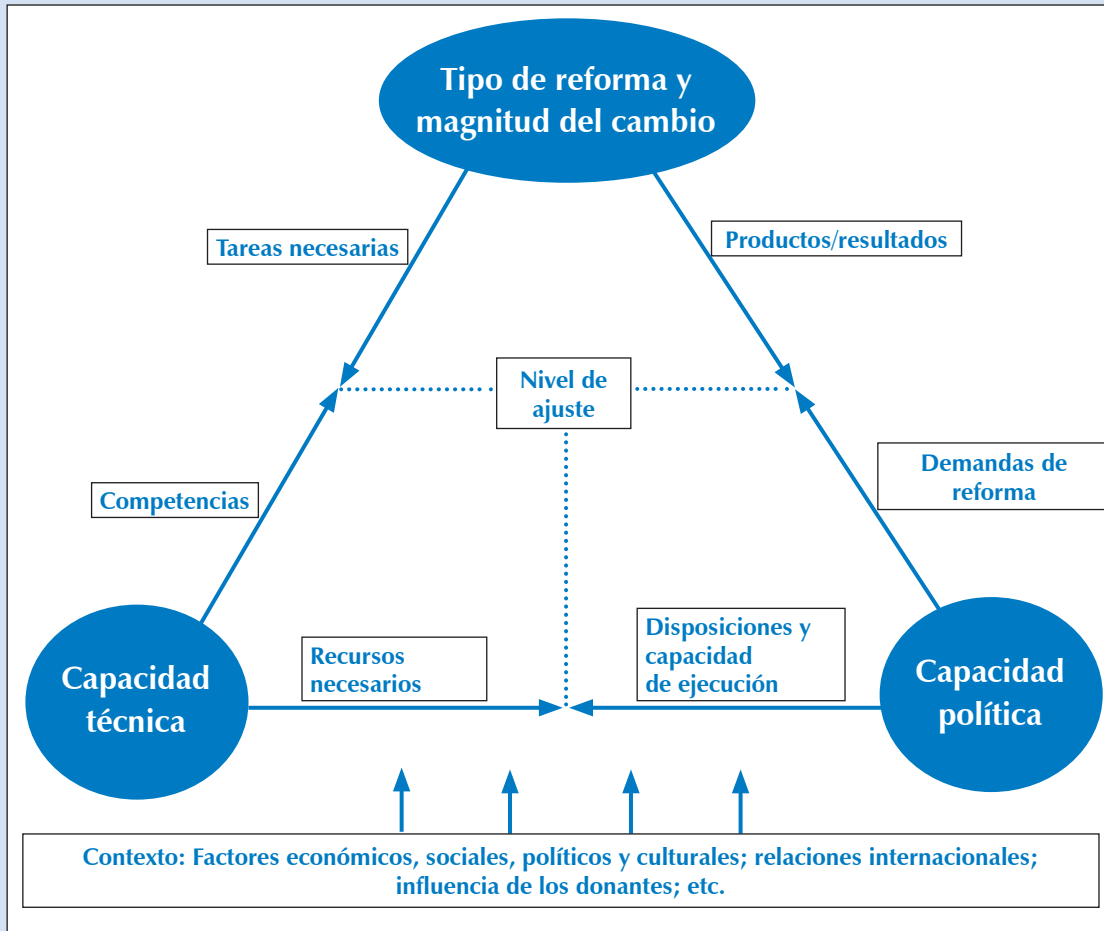 Tipo de reforma y
magnitud del cambio
Tareas necesarias
Productos/resultados
Nivel de
ajuste
Competencias
Demandas de
reforma
Capacidad
técnica
Recursos
necesarios
Disposiciones y
capacidad
de ejecución
Capacidad
política
Contexto: Factores económicos, sociales, políticos y culturales; relaciones internacionales;
influencia de los donantes; etc.